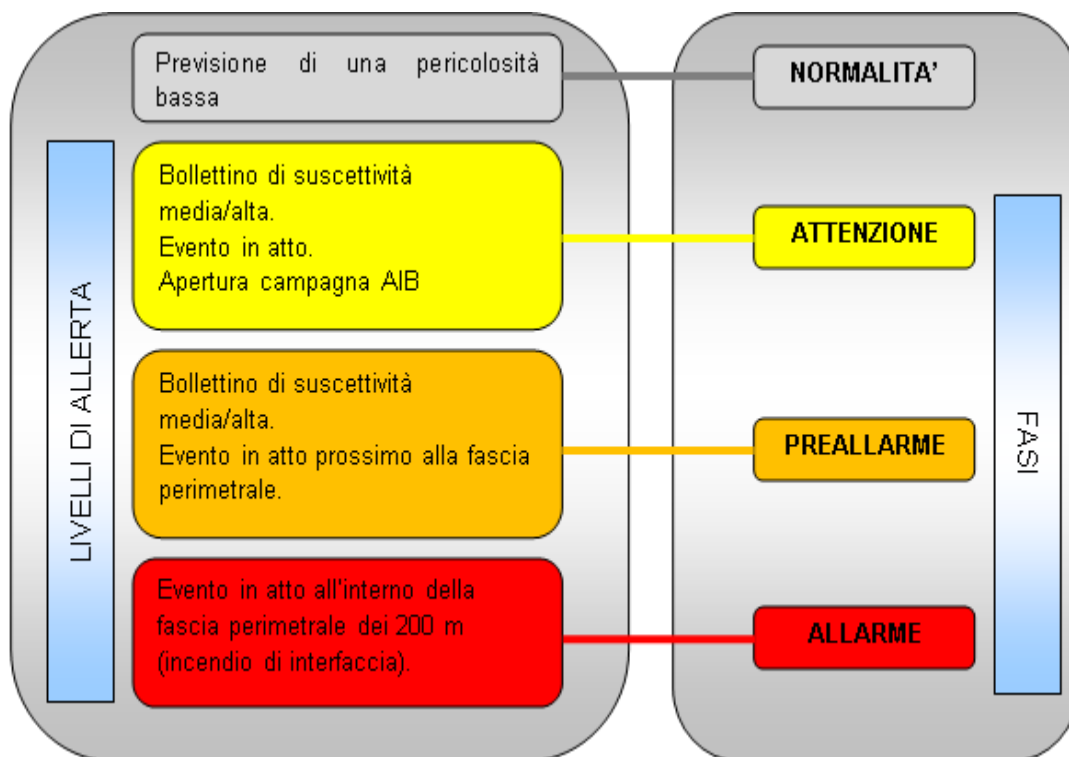 Previsione di una pericolosità
bassa
NORMALITA'
LIVELLI DI ALLERTA
Bollettino di suscettività
media/alta.
Evento in atto.
Apertura campagna AIB
ATTENZIONE
Bollettino di suscettività
media/alta.
Evento in atto prossimo alla fascia
perimetrale.
PREALLARME
Evento in atto all'interno della
fascia perimetrale dei 200 m
(incendio di interfaccia).
ALLARME
FASI